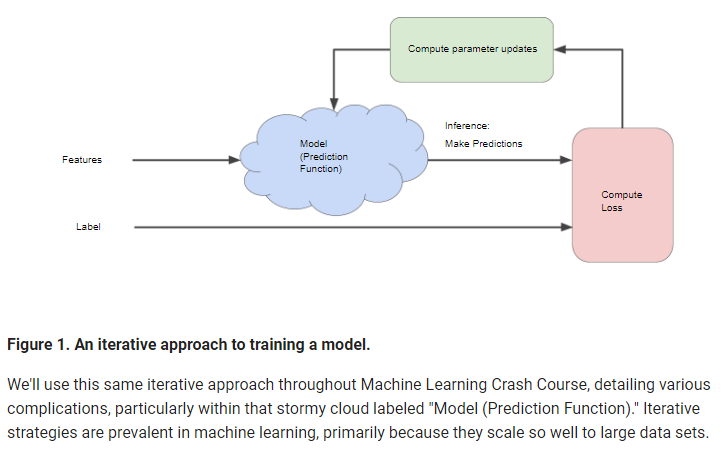 Compute parameter updates
Inference:
Make Predictions
Model
(Prediction
Function)
Features
Compute
Loss
Label
Figure 1. An iterative approach to training a model.
We'll use this same iterative approach throughout Machine Learning Crash Course, detailing various
complications, particularly within that stormy cloud labeled "Model (Prediction Function)." Iterative
strategies are prevalent in machine learning, primarily because they scale so well to large data sets.